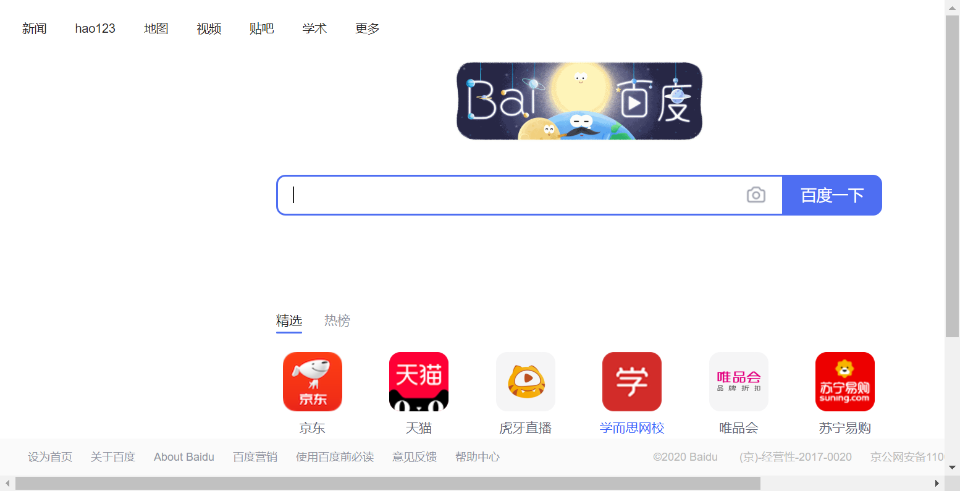 新闻 hao123 地图 视频 贴吧 学术 更多
Bai 百度
百度一下
精选 热榜
京东 天猫 学 唯品会 苏宁易购
品牌折扣 suning.com
京东 天猫 虎牙直播 学而思网校 唯品会 苏宁易购
设为首页 关于百度 About Baidu 百度营销 使用百度前必读 意见反馈 帮助中心 ©2020 Baidu (京)-经营性-2017-0020 京公网安备110